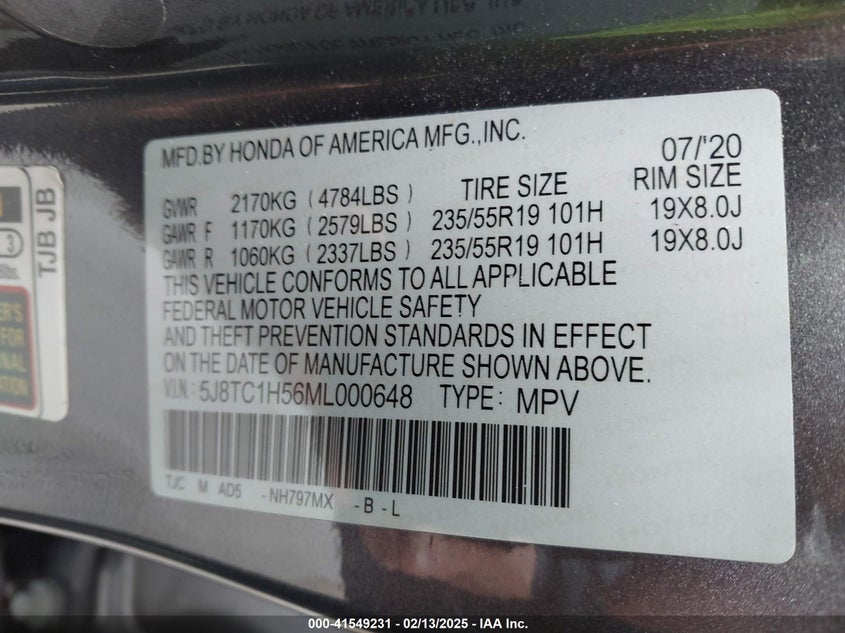 MFD.BY HONDA OF AMERICA MFG.,INC. 07/'20
GVWR 2170KG ( 4784LBS ) TIRE SIZE RIM SIZE
GAWR F 1170KG ( 2579LBS ) 235/55R19 101H 19X8.0J
GAWR R 1060KG ( 2337LBS ) 235/55R19 101H 19X8.0J
THIS VEHICLE CONFORMS TO ALL APPLICABLE
FEDERAL MOTOR VEHICLE SAFETY
AND THEFT PREVENTION STANDARDS IN EFFECT
ON THE DATE OF MANUFACTURE SHOWN ABOVE.
V.I.N.: 5J8TC1H56ML000648 TYPE: MPV
TJC M AD5 -NH797MX -B-L
TJB JB
3
lbs.
FOR
000-41549231 - 02/13/2025 - IAA Inc.